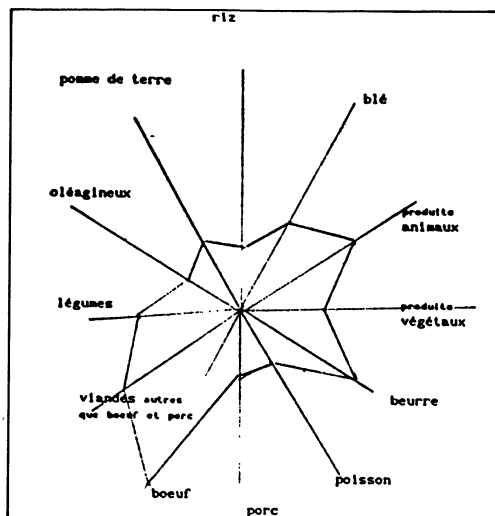 riz
pomme de terre
blé
oléagineux
produits
animaux
légumes
produits
végétaux
viandes autres
que boeuf et porc
beurre
boeuf
poisson
porc